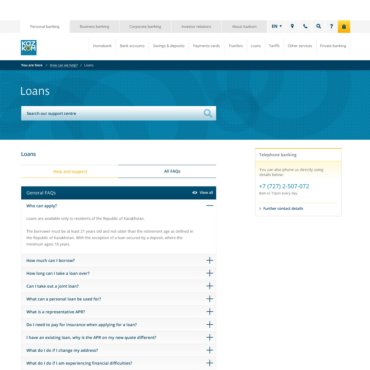 Personal banking
Business banking
Corporate banking
Investor relations
About Kazkom
EN
KAZ
KOM
Homebank
Bank accounts
Savings & deposits
Payments cards
Transfers
Loans
Tariffs
Other services
Private banking
You are here / How can we help? / Loans
Loans
Search our support centre
Loans
Help and support
All FAQs
General FAQs
View all
Who can apply?
Loans are available only to residents of the Republic of Kazakhstan.
The borrower must be at least 21 years old and not older than the retirement age as defined in
the Republic of Kazakhstan. With the exception of a loan secured by a deposit, where the
minimum ages 18 years.
How much can I borrow?
How long can I take a loan over?
Can I take out a joint loan?
What can a personal loan be used for?
What is a representative APR?
Do I need to pay for insurance when applying for a loan?
I have an existing loan, why is the APR on my new quote different?
What do I do if I change my address?
What do I do if I am experiencing financial difficulties?
Telephone banking
You can also phone us directly using
details below:
+7 (727) 2-507-072
8am to 10pm every day.
Further contact details